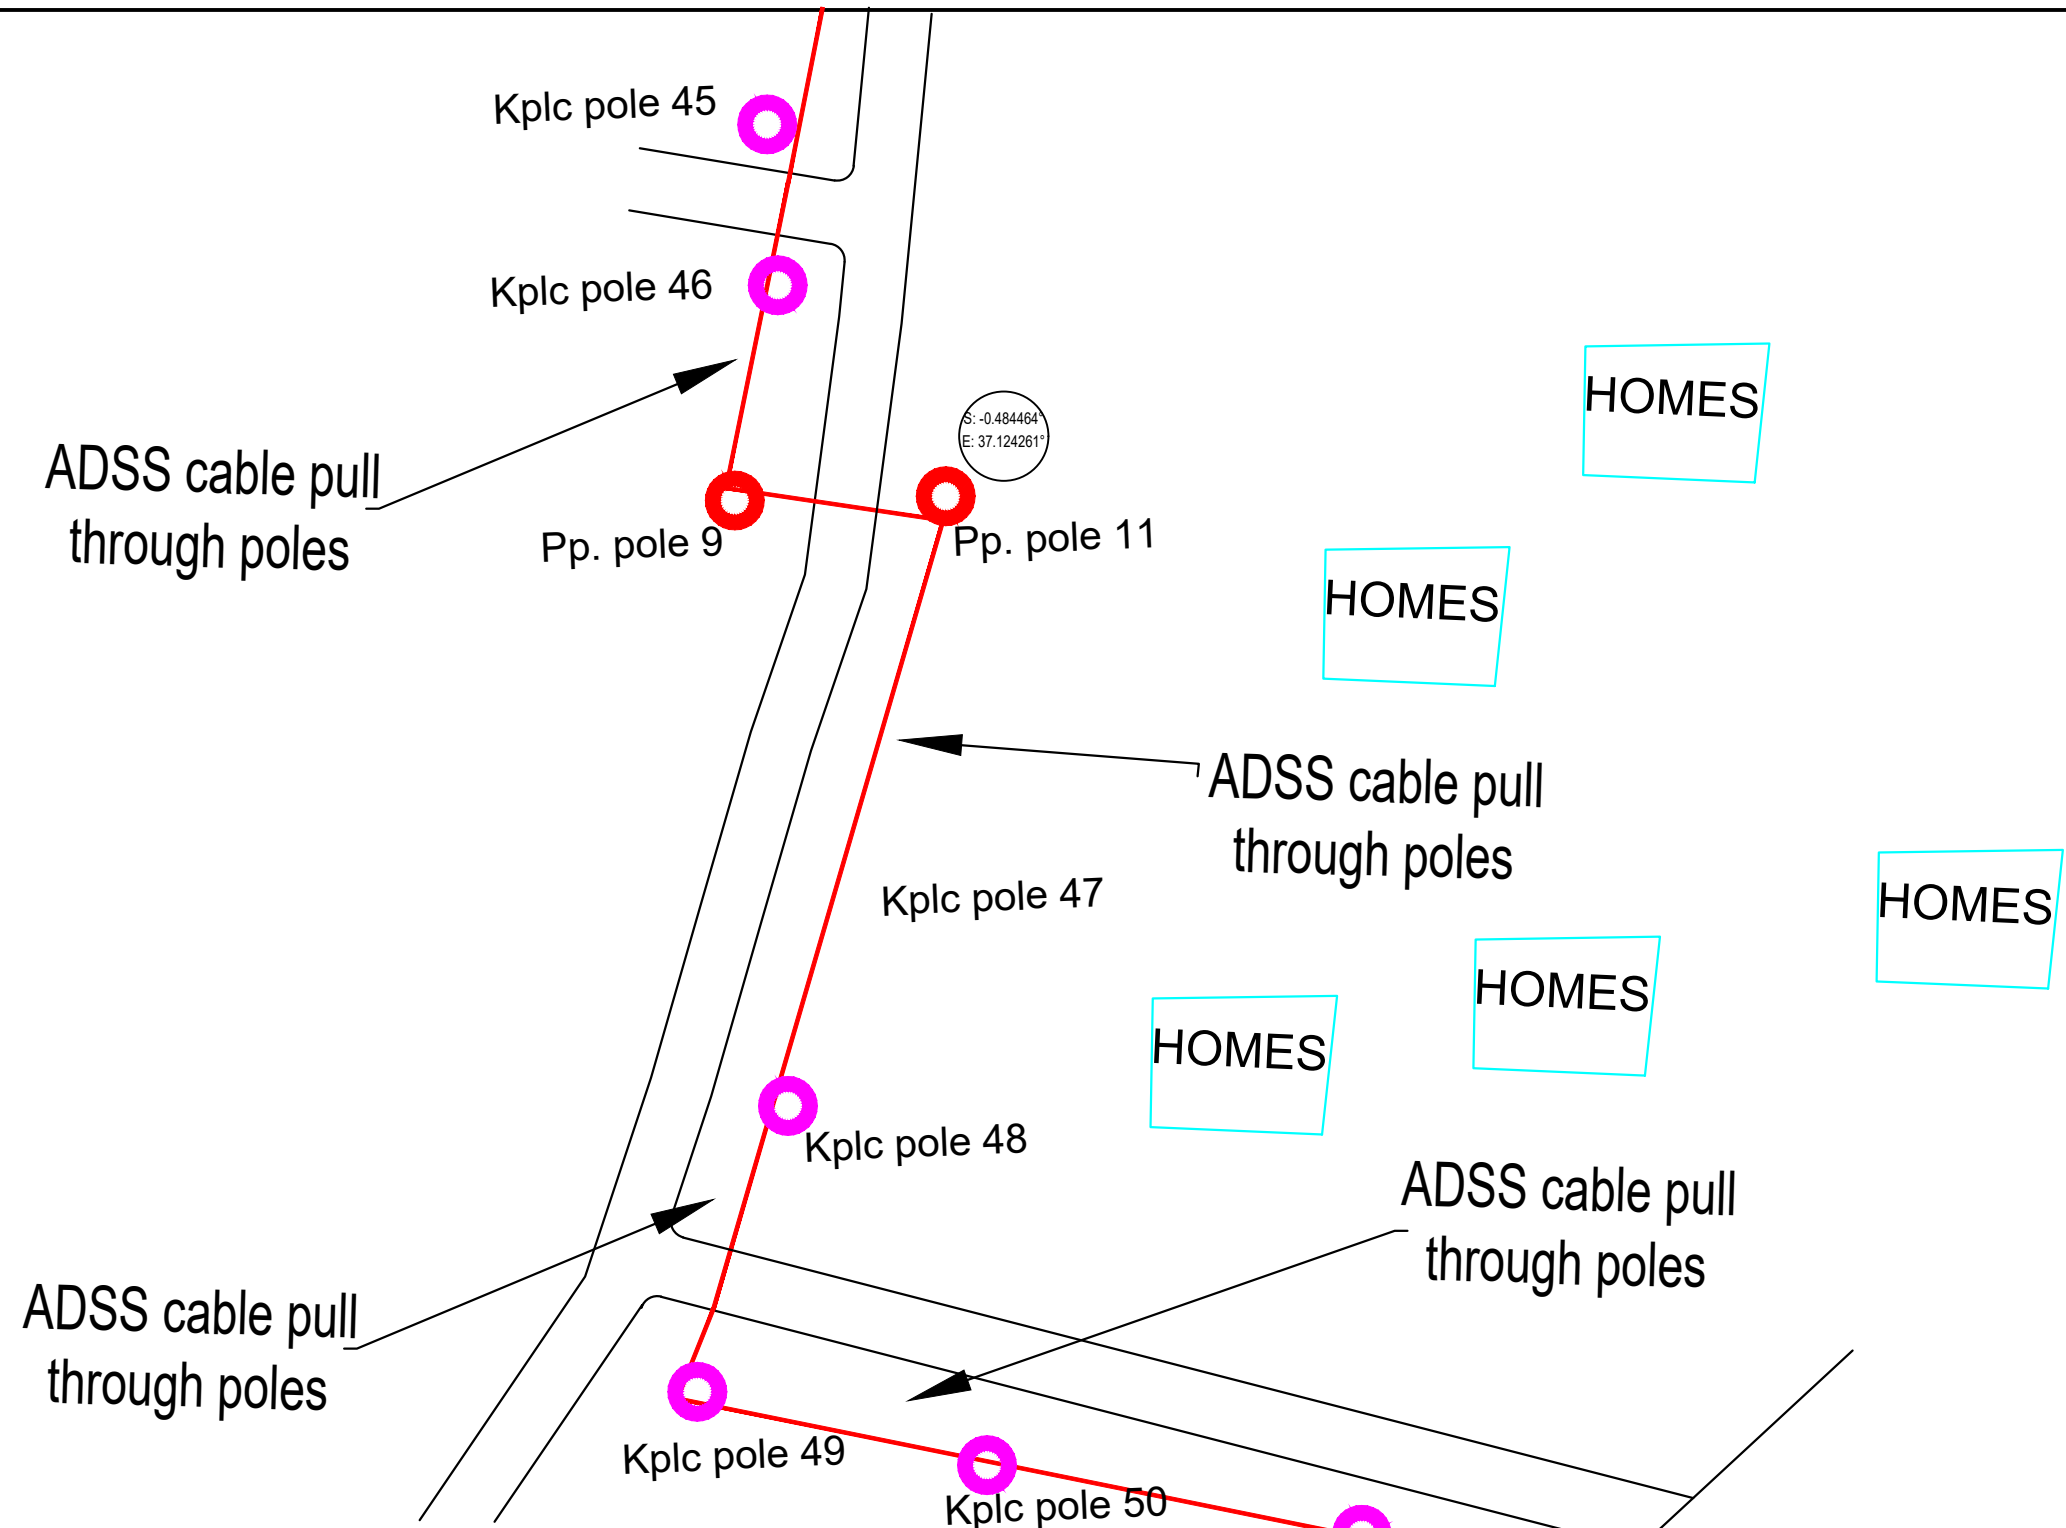 Kplc pole 45
Kplc pole 46
S: -0.484464°
E: 37.124261°
HOMES
ADSS cable pull
through poles
Pp. pole 9
Pp. pole 11
HOMES
ADSS cable pull
through poles
Kplc pole 47
HOMES
HOMES
HOMES
Kplc pole 48
ADSS cable pull
through poles
ADSS cable pull
through poles
Kplc pole 49
Kplc pole 50